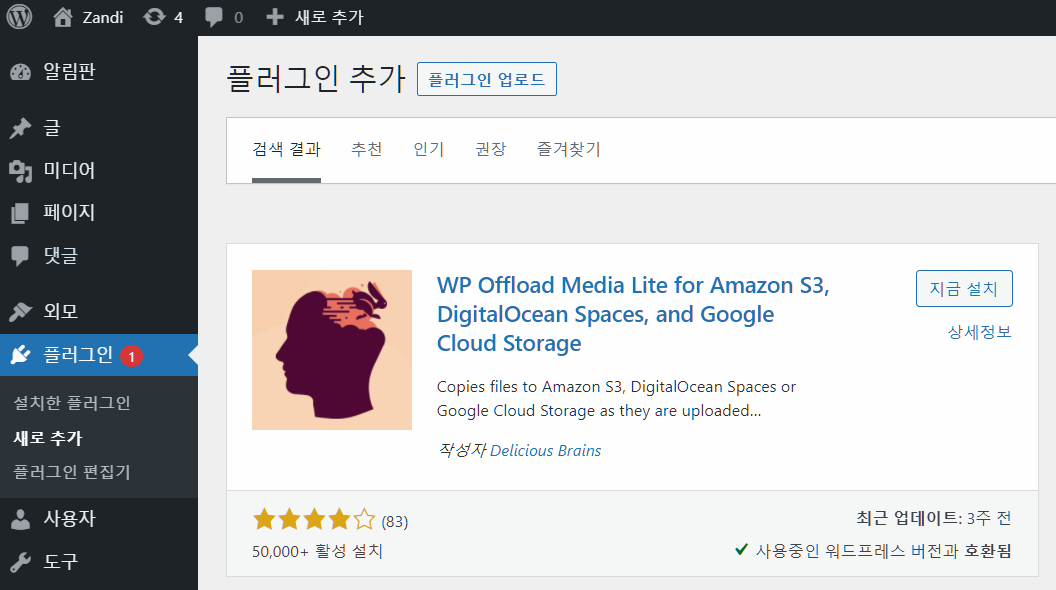 Zandi 4 0 새로 추가
알림판
글
미디어
페이지
댓글
외모
플러그인 1
설치한 플러그인
새로 추가
플러그인 편집기
사용자
도구
플러그인 추가 플러그인 업로드
검색 결과 추천 인기 권장 즐겨찾기
WP Offload Media Lite for Amazon S3,
DigitalOcean Spaces, and Google
Cloud Storage
지금 설치
상세정보
Copies files to Amazon S3, DigitalOcean Spaces or
Google Cloud Storage as they are uploaded...
작성자 Delicious Brains
(83)
50,000+ 활성 설치
최근 업데이트: 3주 전
사용중인 워드프레스 버전과 호환됨